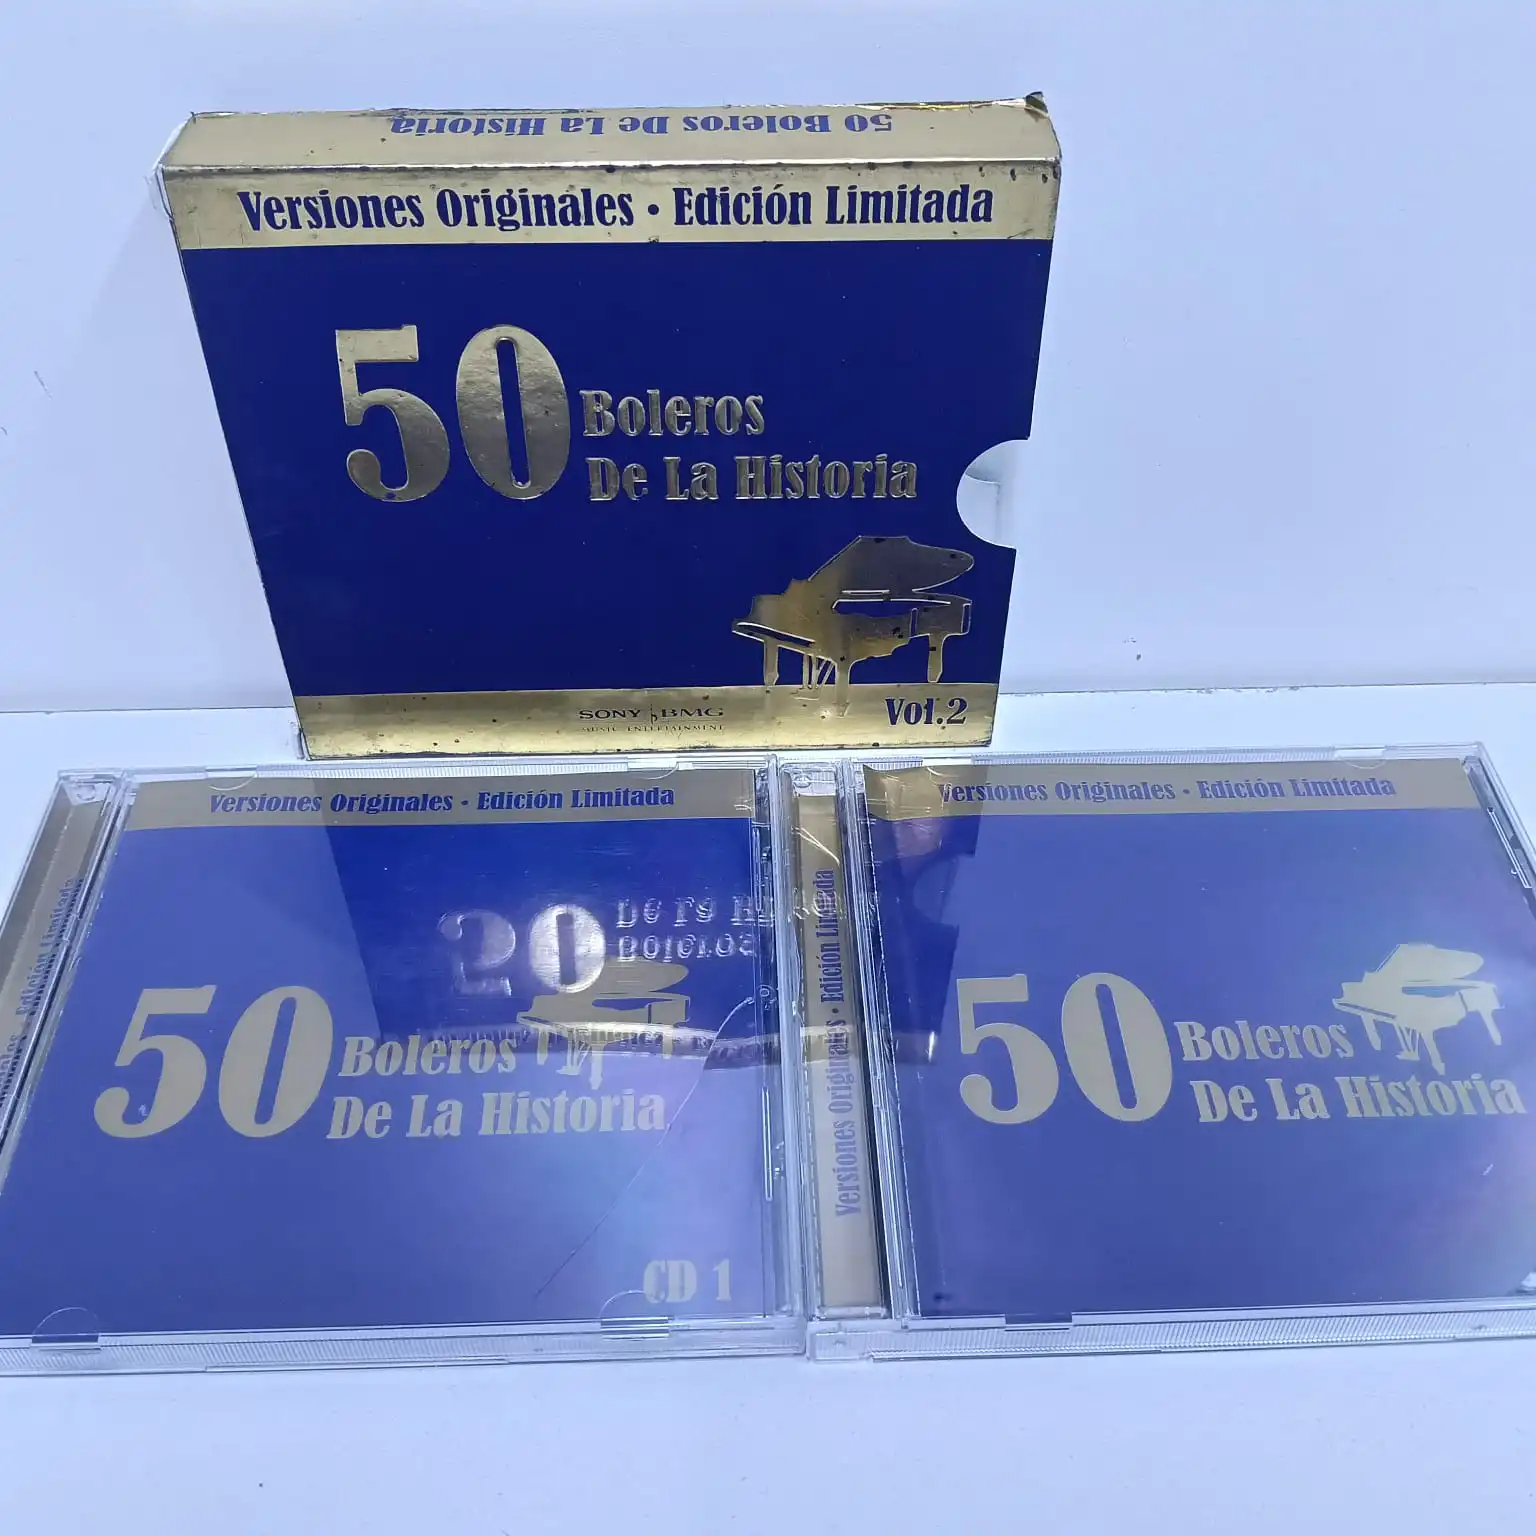 50 Boleros De La Historia
Versiones Originales • Edición Limitada
50
Boleros
De La Historia
SONY BMG
MUSIC ENTERTAINMENT
Vol.2
Versiones Originales • Edición Limitada
50
Boleros
De La Historia
CD 1
Edición Limitada
Versiones Originales • Edición Limitada
Versiones Originales • Edición Limitada
50
Boleros
De La Historia